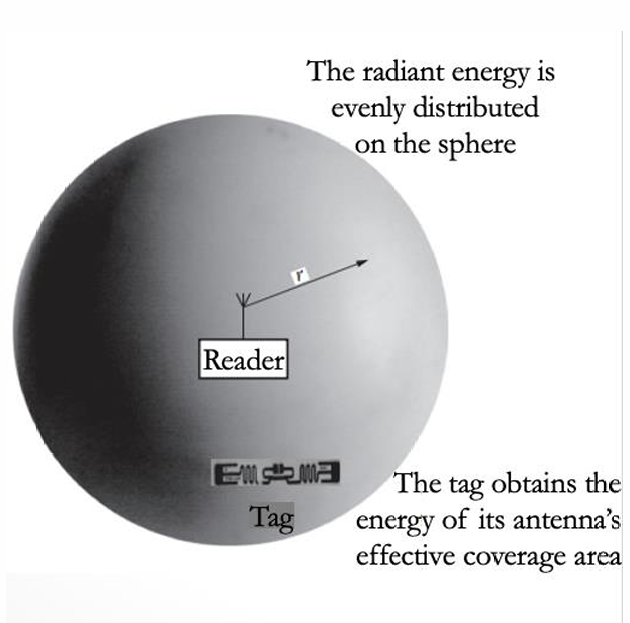 The radiant energy is
evenly distributed
on the sphere
r
Reader
Tag
The tag obtains the
energy of its antenna’s
effective coverage area